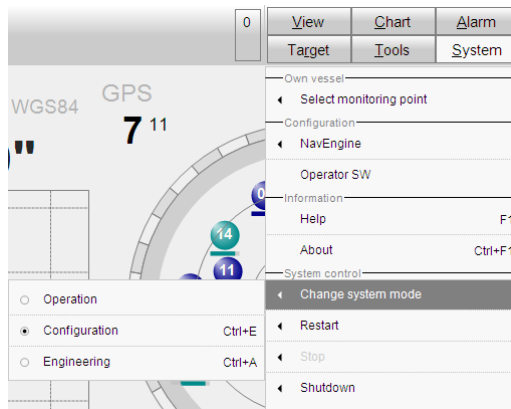 0
View Chart Alarm
Target Tools System
GPS
WGS84
7 11
"
Own vessel
Select monitoring point
Configuration
NavEngine
Operator SW
Information
Help F1
About Ctrl+F1
System control
Change system mode
Restart
Stop
Shutdown
0
14
11
Operation
Configuration Ctrl+E
Engineering Ctrl+A